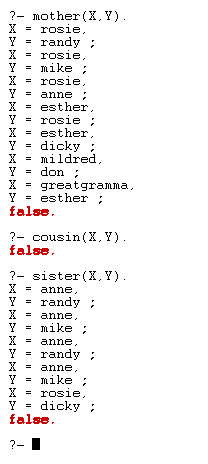 ?- mother(X,Y).
X = rosie,
Y = randy ;
X = rosie,
Y = mike ;
X = rosie,
Y = anne ;
X = esther,
Y = rosie ;
X = esther,
Y = dicky ;
X = mildred,
Y = don ;
X = greatgramma,
Y = esther ;
false.
?- cousin(X,Y).
false.
?- sister(X,Y).
X = anne,
Y = randy ;
X = anne,
Y = mike ;
X = anne,
Y = randy ;
X = anne,
Y = mike ;
X = rosie,
Y = dicky ;
false.
?-